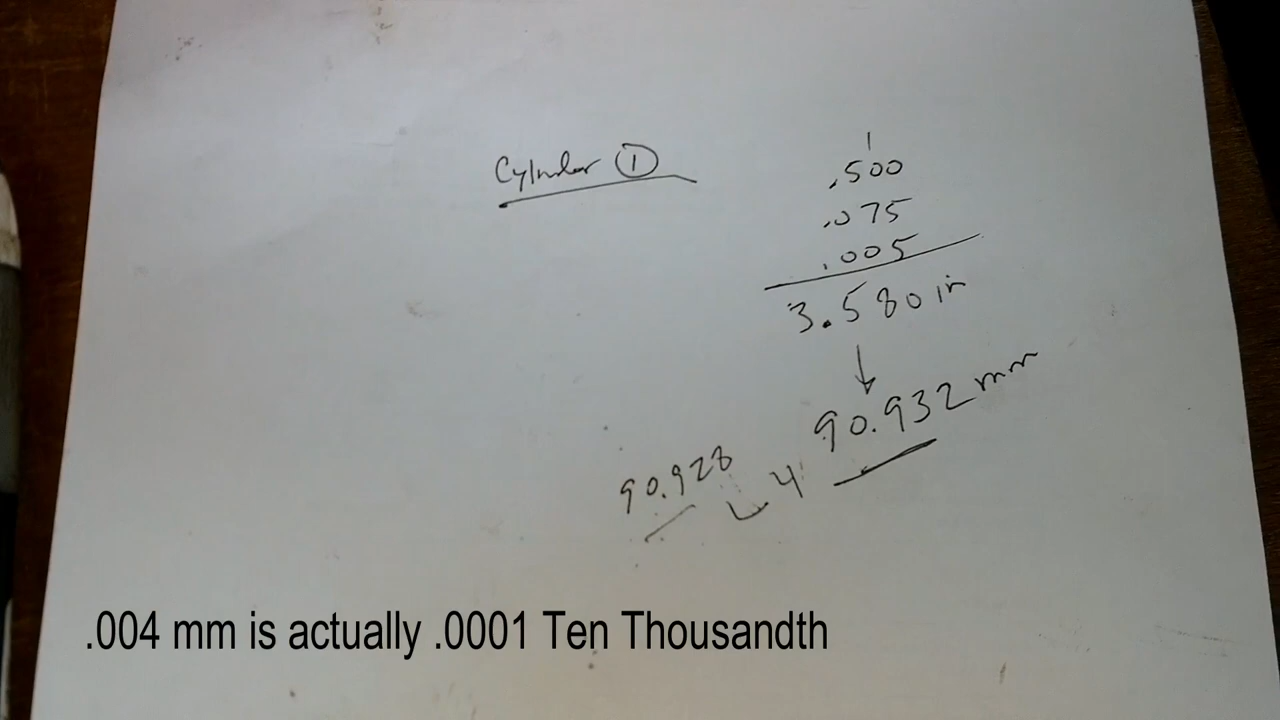 Cylinder ①
1
.500
.075
.005
3.580 in
↓
90.932 mm
90.928 4
.004 mm is actually .0001 Ten Thousandth